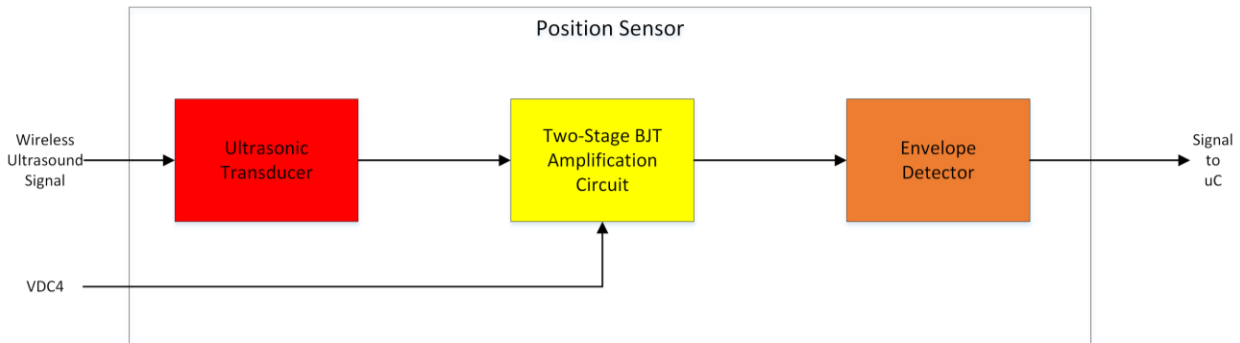 Position Sensor
Wireless
Ultrasound
Signal
Ultrasonic
Transducer
Two-Stage BJT
Amplification
Circuit
Envelope
Detector
Signal
to
uC
VDC4